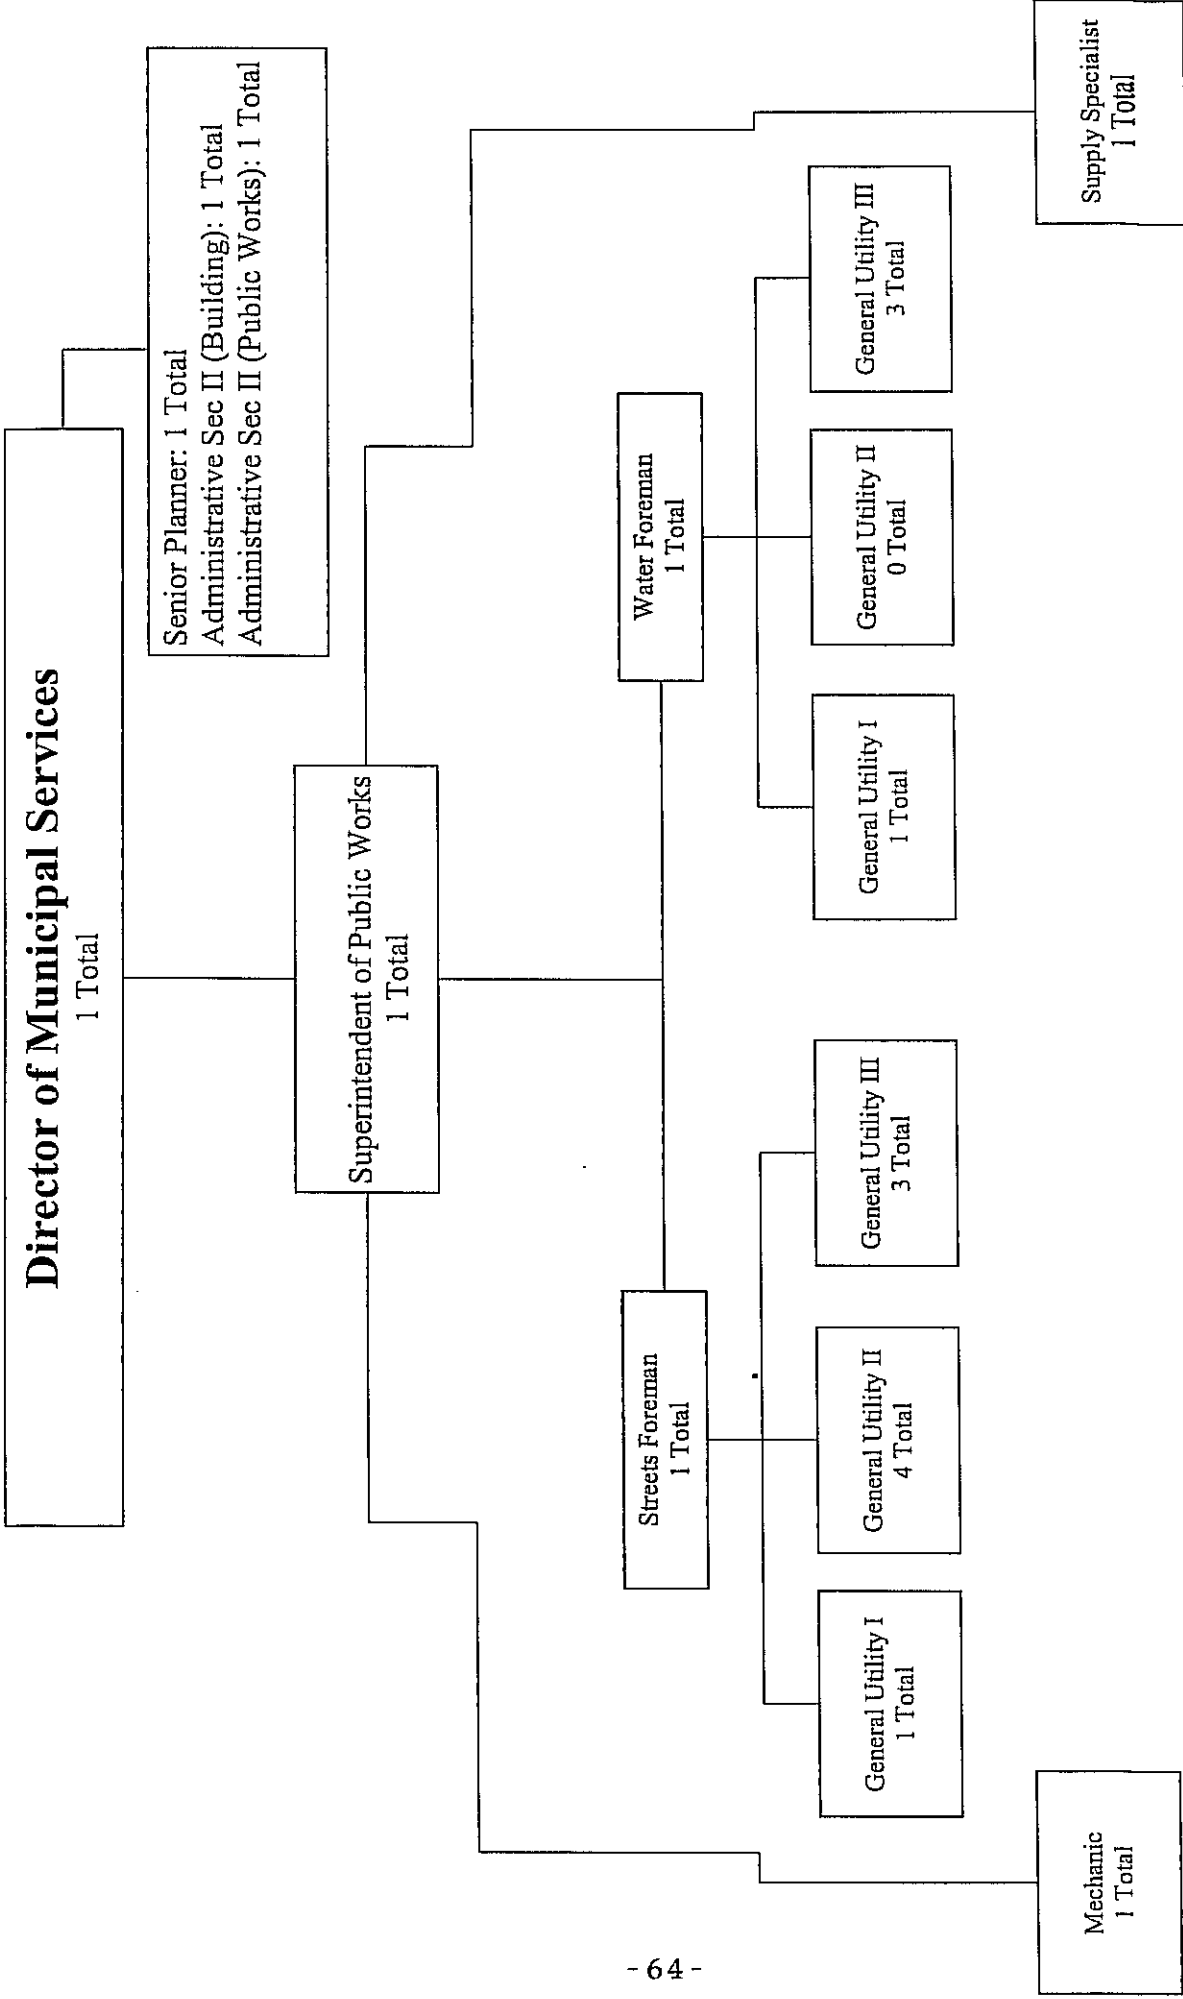 Director of Municipal Services
1 Total
Senior Planner: 1 Total
Administrative Sec II (Building): 1 Total
Administrative Sec II (Public Works): 1 Total
Superintendent of Public Works
1 Total
Streets Foreman
1 Total
Water Foreman
1 Total
General Utility I
1 Total
General Utility II
4 Total
General Utility III
3 Total
General Utility I
1 Total
General Utility II
0 Total
General Utility III
3 Total
Mechanic
1 Total
Supply Specialist
1 Total
-64-